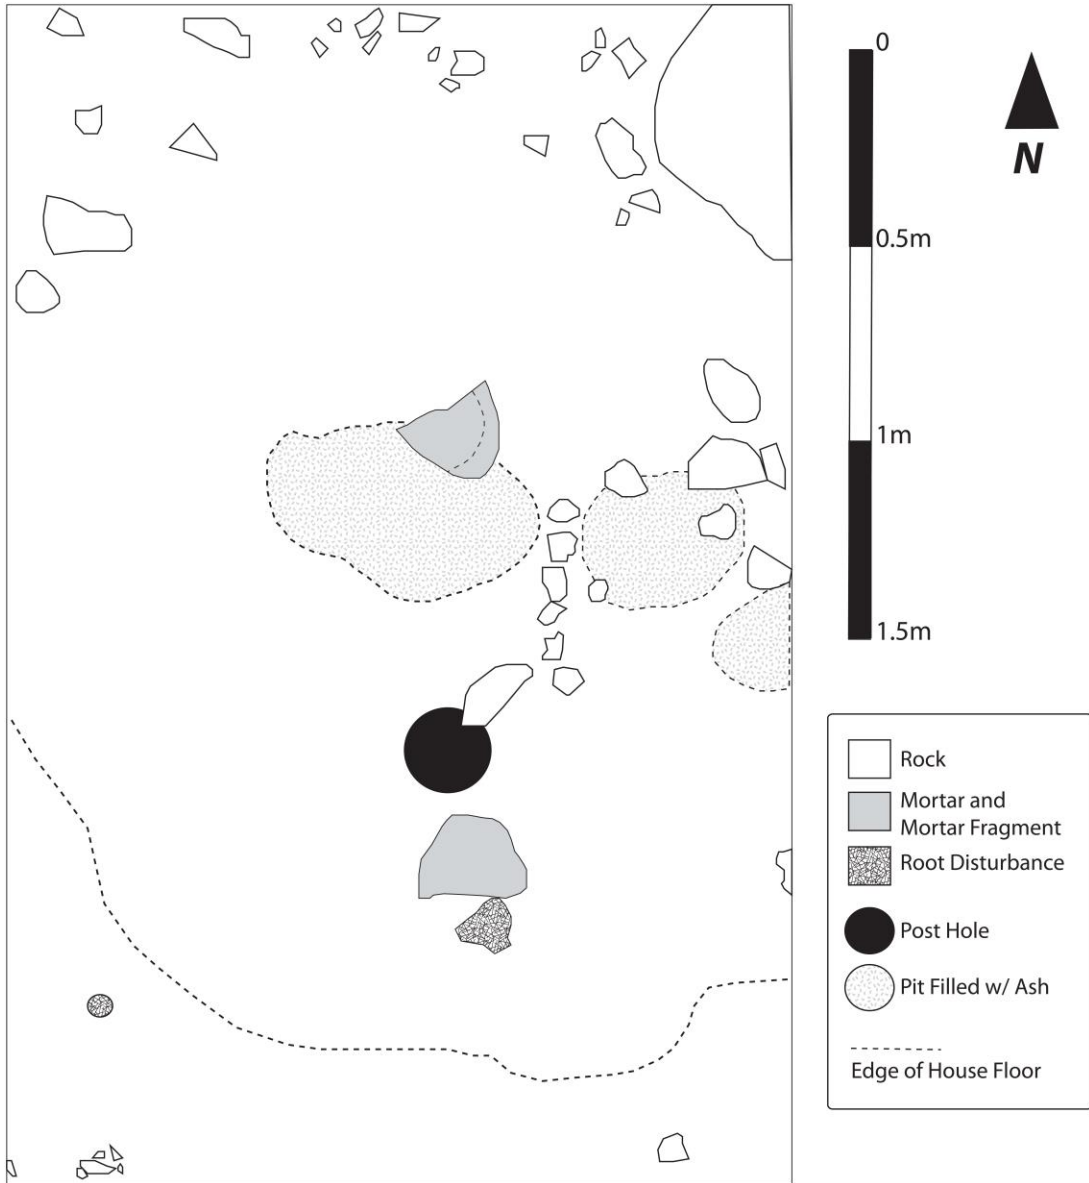 0
N
0.5m
1m
1.5m
Rock
Mortar and
Mortar Fragment
Root Disturbance
Post Hole
Pit Filled w/ Ash
Edge of House Floor